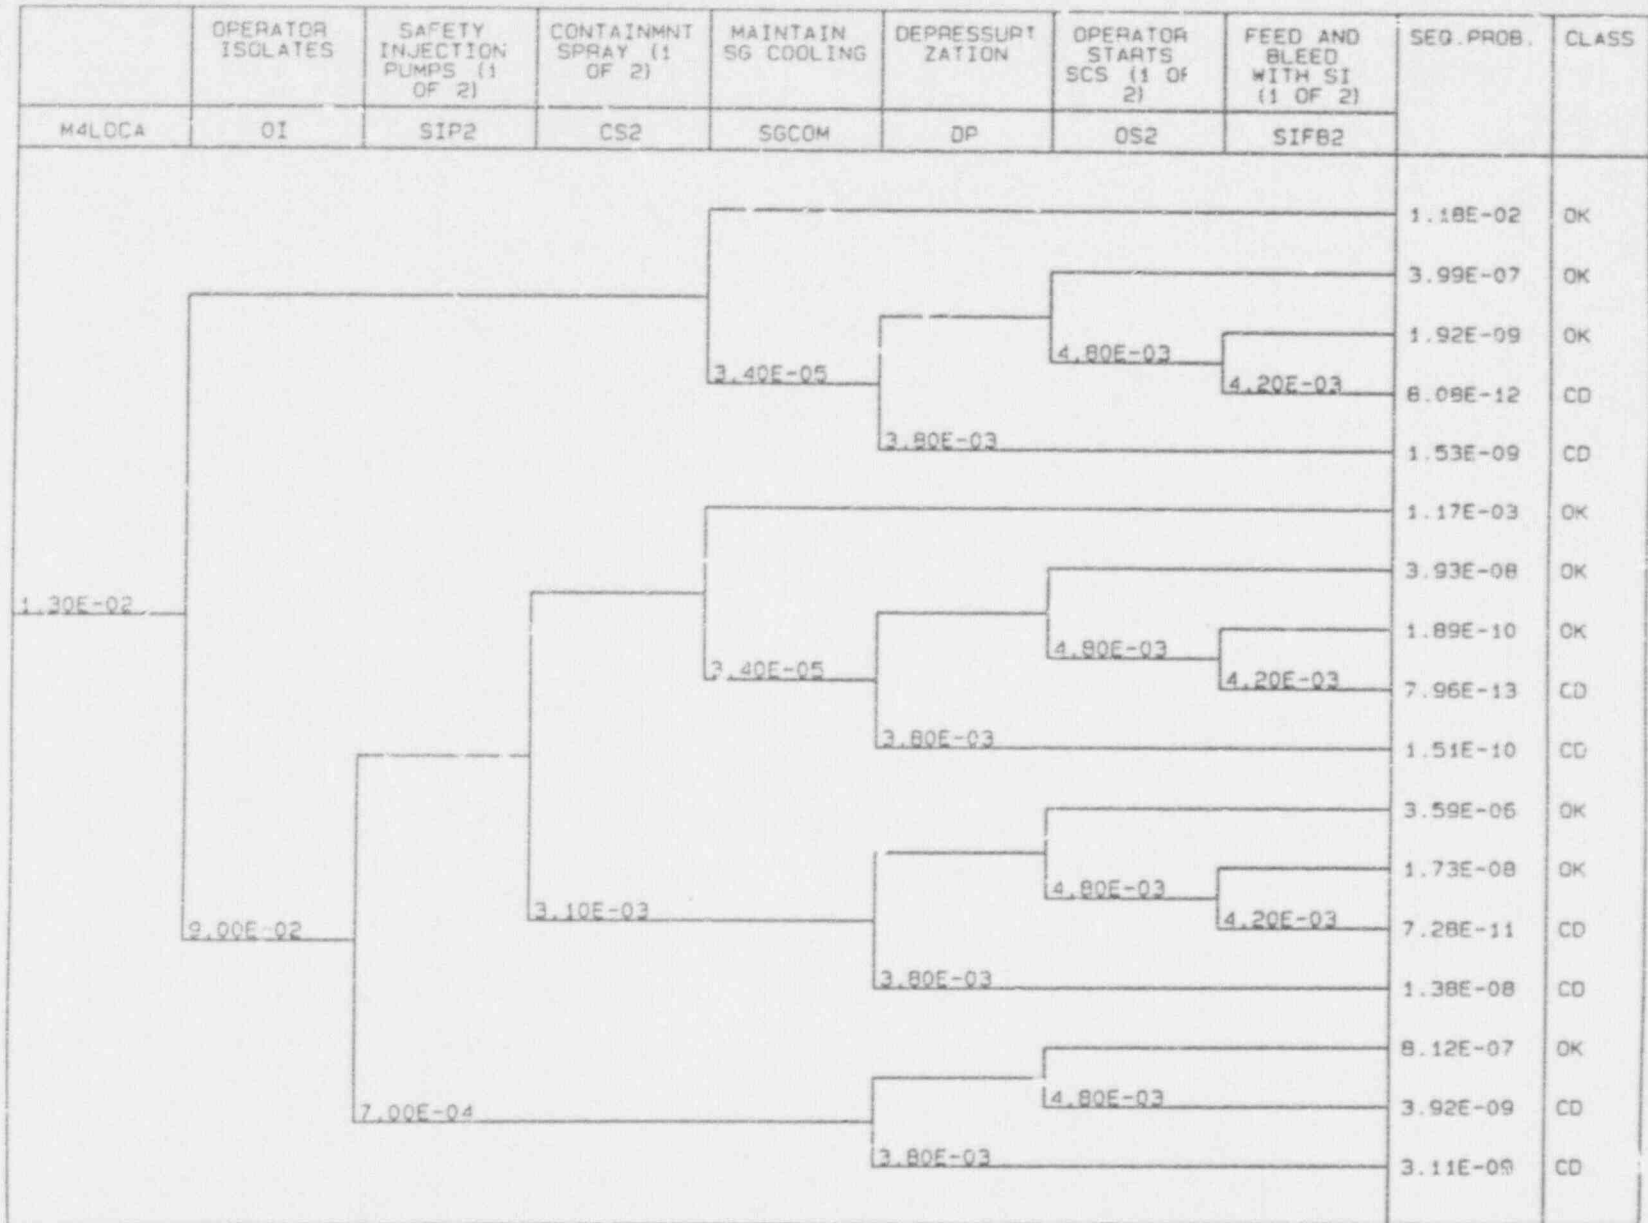 OPERATOR ISOLATES
SAFETY INJECTION PUMPS (1 OF 2)
CONTAINMNT SPRAY (1 OF 2)
MAINTAIN SG COOLING
DEPRESSURI ZATION
OPERATOR STARTS SCS (1 OF 2)
FEED AND BLEED WITH SI (1 OF 2)
SEQ.PROB.
CLASS
M4LOCA OI SIP2 CS2 SGCOM DP OS2 SIFB2
1.18E-02 OK
3.99E-07 OK
1.92E-09 OK
4.80E-03
3.40E-05
4.20E-03
8.08E-12 CD
3.80E-03
1.53E-09 CD
1.17E-03 OK
3.93E-08 OK
1.30E-02
1.89E-10 OK
4.80E-03
3.40E-05
4.20E-03
7.96E-13 CD
3.80E-03
1.51E-10 CD
3.59E-06 OK
1.73E-08 OK
4.80E-03
3.10E-03
4.20E-03
7.28E-11 CD
9.00E-02
3.80E-03
1.38E-08 CD
8.12E-07 OK
4.80E-03
7.00E-04
3.92E-09 CD
3.80E-03
3.11E-09 CD